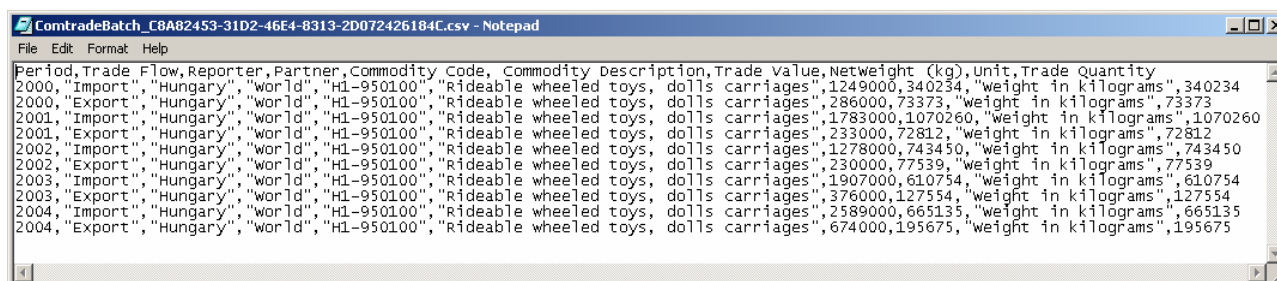 ComtradeBatch_C8A82453-31D2-46E4-8313-2D072426184C.csv - Notepad
File Edit Format Help
Period,Trade Flow,Reporter,Partner,Commodity Code, Commodity Description,Trade Value,NetWeight (kg),Unit,Trade Quantity
2000,"Import","Hungary","World","H1-950100","Rideable wheeled toys, dolls carriages",1249000,340234,"Weight in kilograms",340234
2000,"Export","Hungary","World","H1-950100","Rideable wheeled toys, dolls carriages",286000,73373,"Weight in kilograms",73373
2001,"Import","Hungary","World","H1-950100","Rideable wheeled toys, dolls carriages",1783000,1070260,"Weight in kilograms",1070260
2001,"Export","Hungary","World","H1-950100","Rideable wheeled toys, dolls carriages",233000,72812,"Weight in kilograms",72812
2002,"Import","Hungary","World","H1-950100","Rideable wheeled toys, dolls carriages",1278000,743450,"Weight in kilograms",743450
2002,"Export","Hungary","World","H1-950100","Rideable wheeled toys, dolls carriages",230000,77539,"Weight in kilograms",77539
2003,"Import","Hungary","World","H1-950100","Rideable wheeled toys, dolls carriages",1907000,610754,"Weight in kilograms",610754
2003,"Export","Hungary","World","H1-950100","Rideable wheeled toys, dolls carriages",376000,127554,"Weight in kilograms",127554
2004,"Import","Hungary","World","H1-950100","Rideable wheeled toys, dolls carriages",2589000,665135,"Weight in kilograms",665135
2004,"Export","Hungary","World","H1-950100","Rideable wheeled toys, dolls carriages",674000,195675,"Weight in kilograms",195675